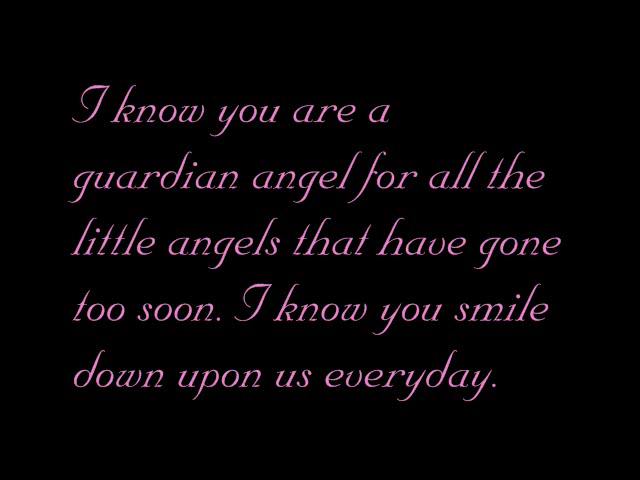 I know you are a
guardian angel for all the
little angels that have gone
too soon. I know you smile
down upon us everyday.